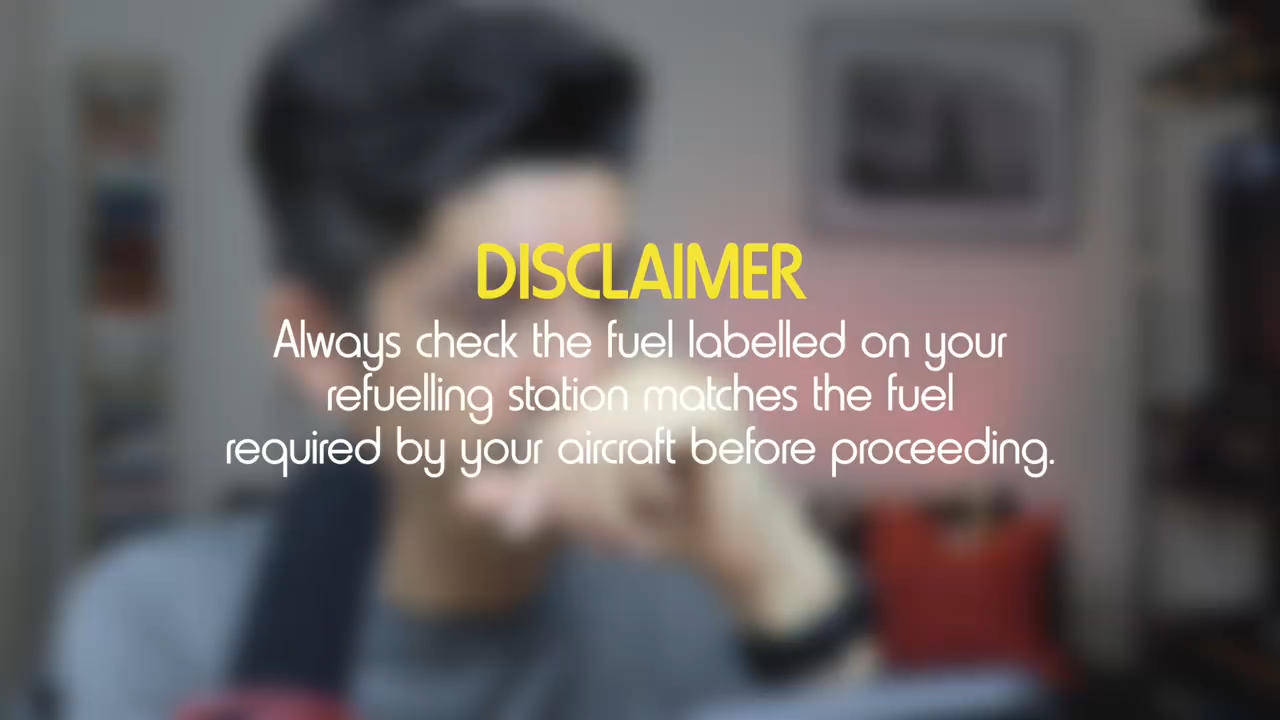 DISCLAIMER
Always check the fuel labelled on your
refuelling station matches the fuel
required by your aircraft before proceeding.